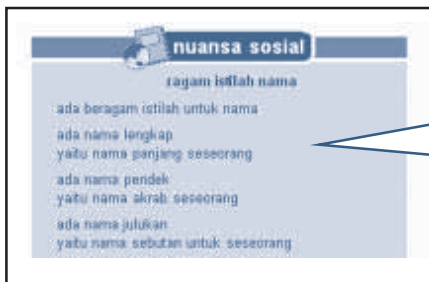 nuansa sosial
ragam istilah nama
ada beragam istilah untuk nama
ada nama lengkap
yaitu nama panjang seseorang
ada nama pendek
yaitu nama akrab seseorang
ada nama julukan
yaitu nama sebutan untuk seseorang